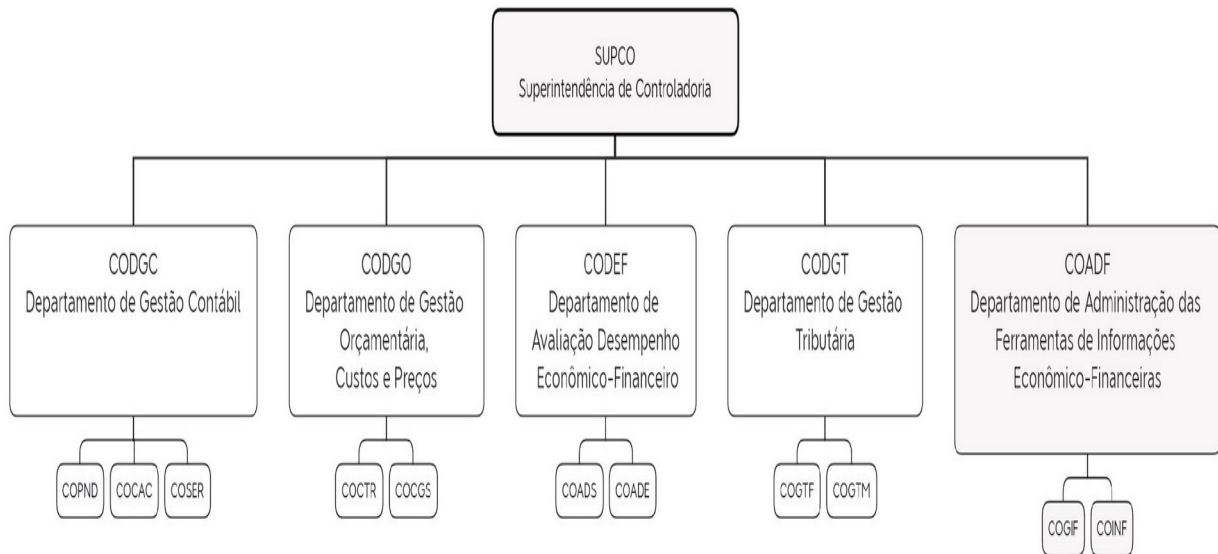 SUPCO
Superintendência de Controladoria
CODGC
Departamento de Gestão Contábil
CODGO
Departamento de Gestão
Orçamentária,
Custos e Preços
CODEF
Departamento de
Avaliação Desempenho
Econômico-Financeiro
CODGT
Departamento de Gestão
Tributária
COADF
Departamento de Administração das
Ferramentas de Informações
Econômico-Financeiras
COPND
COCAC
COSER
COCTR
COCGS
COADS
COADE
COGTF
COGTM
COGIF
COINF